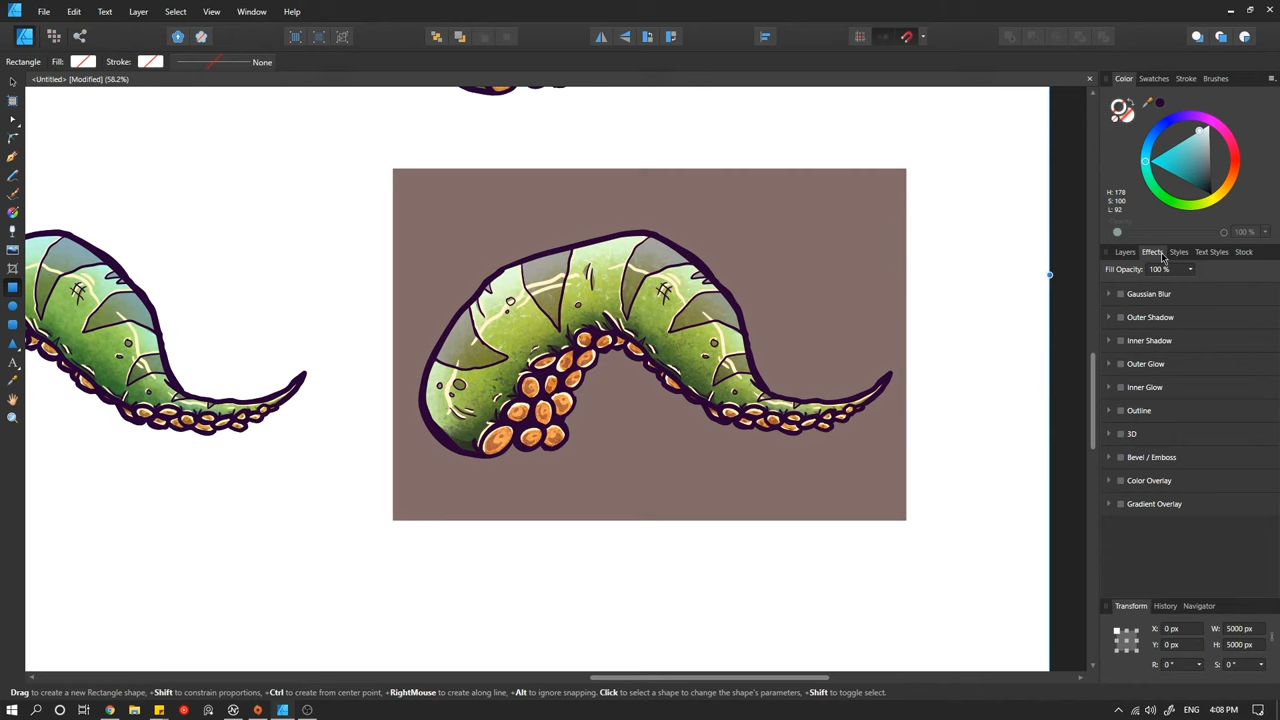 File Edit Text Layer Select View Window Help
Rectangle Fill: Stroke: None
<Untitled> [Modified] (58.2%)
Color Swatches Stroke Brushes
H: 178
S: 100
L: 92
Opacity
100 %
Layers Effects Styles Text Styles Stock
Fill Opacity: 100 %
Gaussian Blur
Outer Shadow
Inner Shadow
Outer Glow
Inner Glow
Outline
3D
Bevel / Emboss
Color Overlay
Gradient Overlay
Transform History Navigator
X: 0 px W: 5000 px
Y: 0 px H: 5000 px
R: 0 ° S: 0 °
Drag to create a new Rectangle shape, +Shift to constrain proportions, +Ctrl to create from center point, +RightMouse to create along line, +Alt to ignore snapping. Click to select a shape to change the shape's parameters, +Shift to toggle select.
ENG 4:08 PM